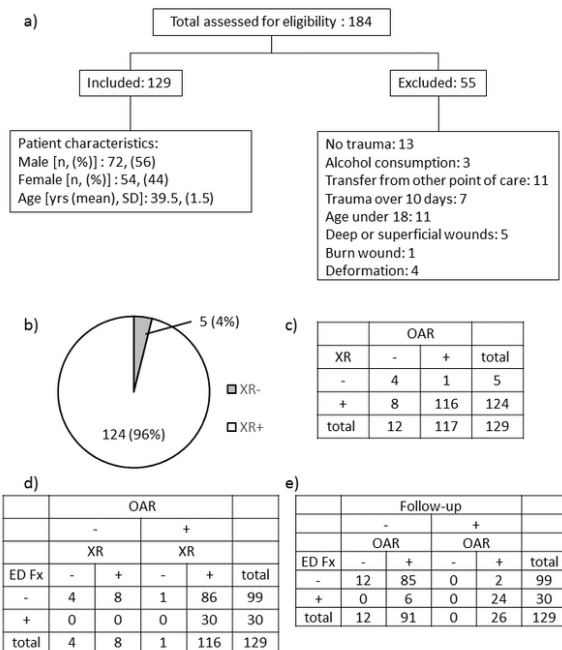 a)
Total assessed for eligibility : 184
Included: 129
Excluded: 55
Patient characteristics:
Male [n, (%)] : 72, (56)
Female [n, (%)] : 54, (44)
Age [yrs (mean), SD]: 39.5, (1.5)
No trauma: 13
Alcohol consumption: 3
Transfer from other point of care: 11
Trauma over 10 days: 7
Age under 18: 11
Deep or superficial wounds: 5
Burn wound: 1
Deformation: 4
b)
5 (4%)
124 (96%)
XR-
XR+
c)
OAR
XR - + total
- 4 1 5
+ 8 116 124
total 12 117 129
d)
OAR
- +
XR XR
ED Fx - + - + total
- 4 8 1 86 99
+ 0 0 0 30 30
total 4 8 1 116 129
e)
Follow-up
- +
OAR OAR
ED Fx - + - + total
- 12 85 0 2 99
+ 0 6 0 24 30
total 12 91 0 26 129